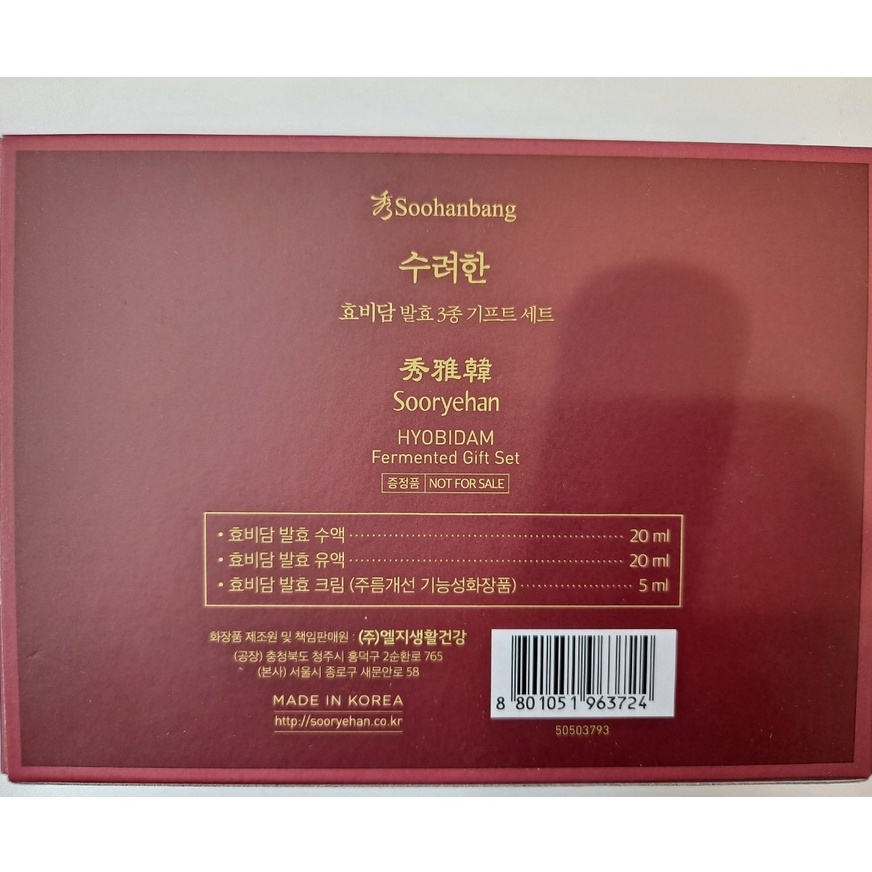 秀Soohanbang
수려한
효비담 발효 3종 기프트 세트
秀雅韓
Sooryehan
HYOBIDAM
Fermented Gift Set
증정품 NOT FOR SALE
• 효비담 발효 수액 20 ml
• 효비담 발효 유액 20 ml
• 효비담 발효 크림 (주름개선 기능성화장품) 5 ml
화장품 제조원 및 책임판매원 : (주)엘지생활건강
(공장) 충청북도 청주시 흥덕구 2순환로 765
(본사) 서울시 종로구 새문안로 58
MADE IN KOREA
http://sooryehan.co.kr
8 801051 963724
50503793